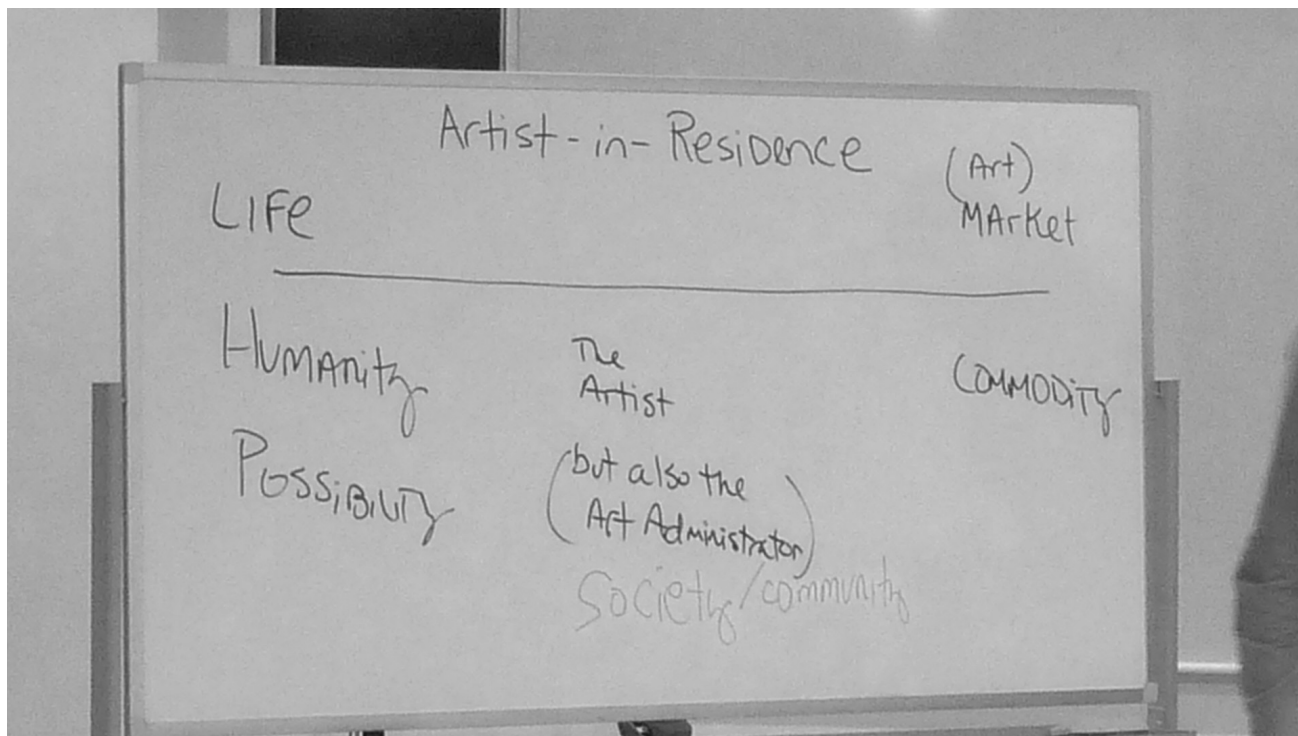 Artist-in-Residence
(Art)
LIFe
MArket
HUMAnity
The
Artist
COMMODiTY
POSSiBiLiTY
(but also the
Art Administrator)
Society/community